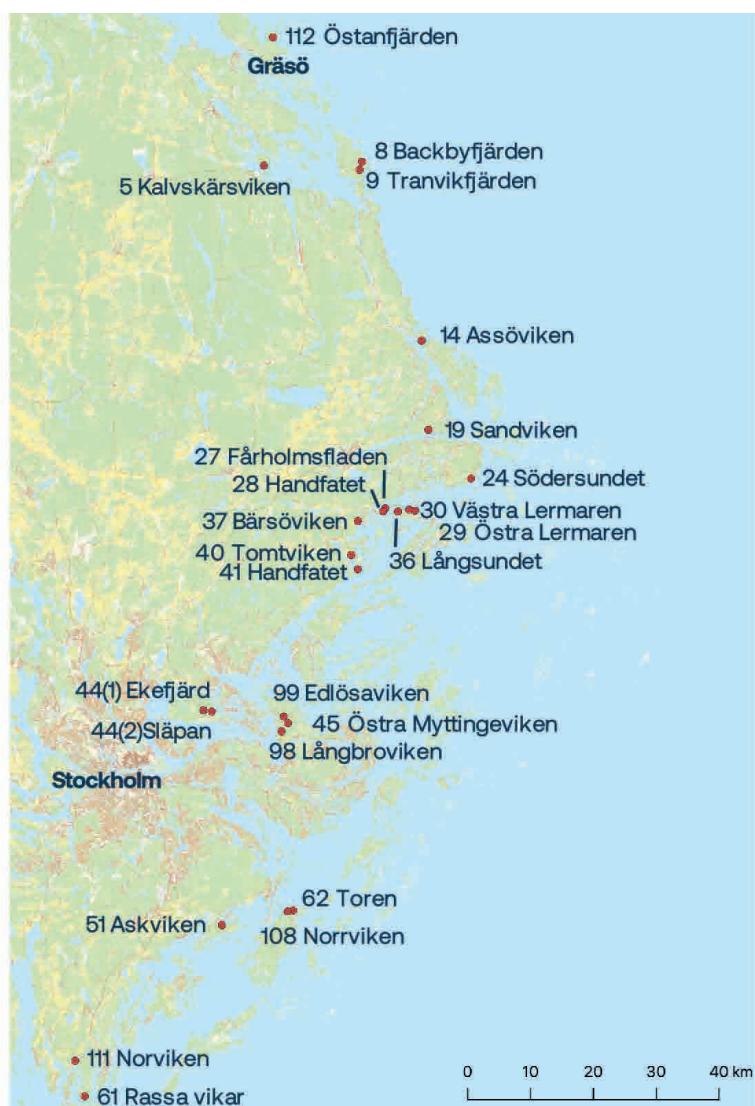 112 Östanfjärden
Gräsö
8 Backbyfjärden
5 Kalvskärsviken
9 Tranvikfjärden
14 Assöviken
19 Sandviken
27 Fårholmsfladen
24 Södersundet
28 Handfatet
30 Västra Lermaren
37 Bärsöviken
29 Östra Lermaren
40 Tomtviken
36 Långsundet
41 Handfatet
44(1) Ekefjärd
99 Edlösaviken
44(2)Släpan
45 Östra Myttingeviken
98 Långbroviken
Stockholm
62 Toren
51 Askviken
108 Norrviken
111 Norviken
61 Rassa vikar
0 10 20 30 40 km